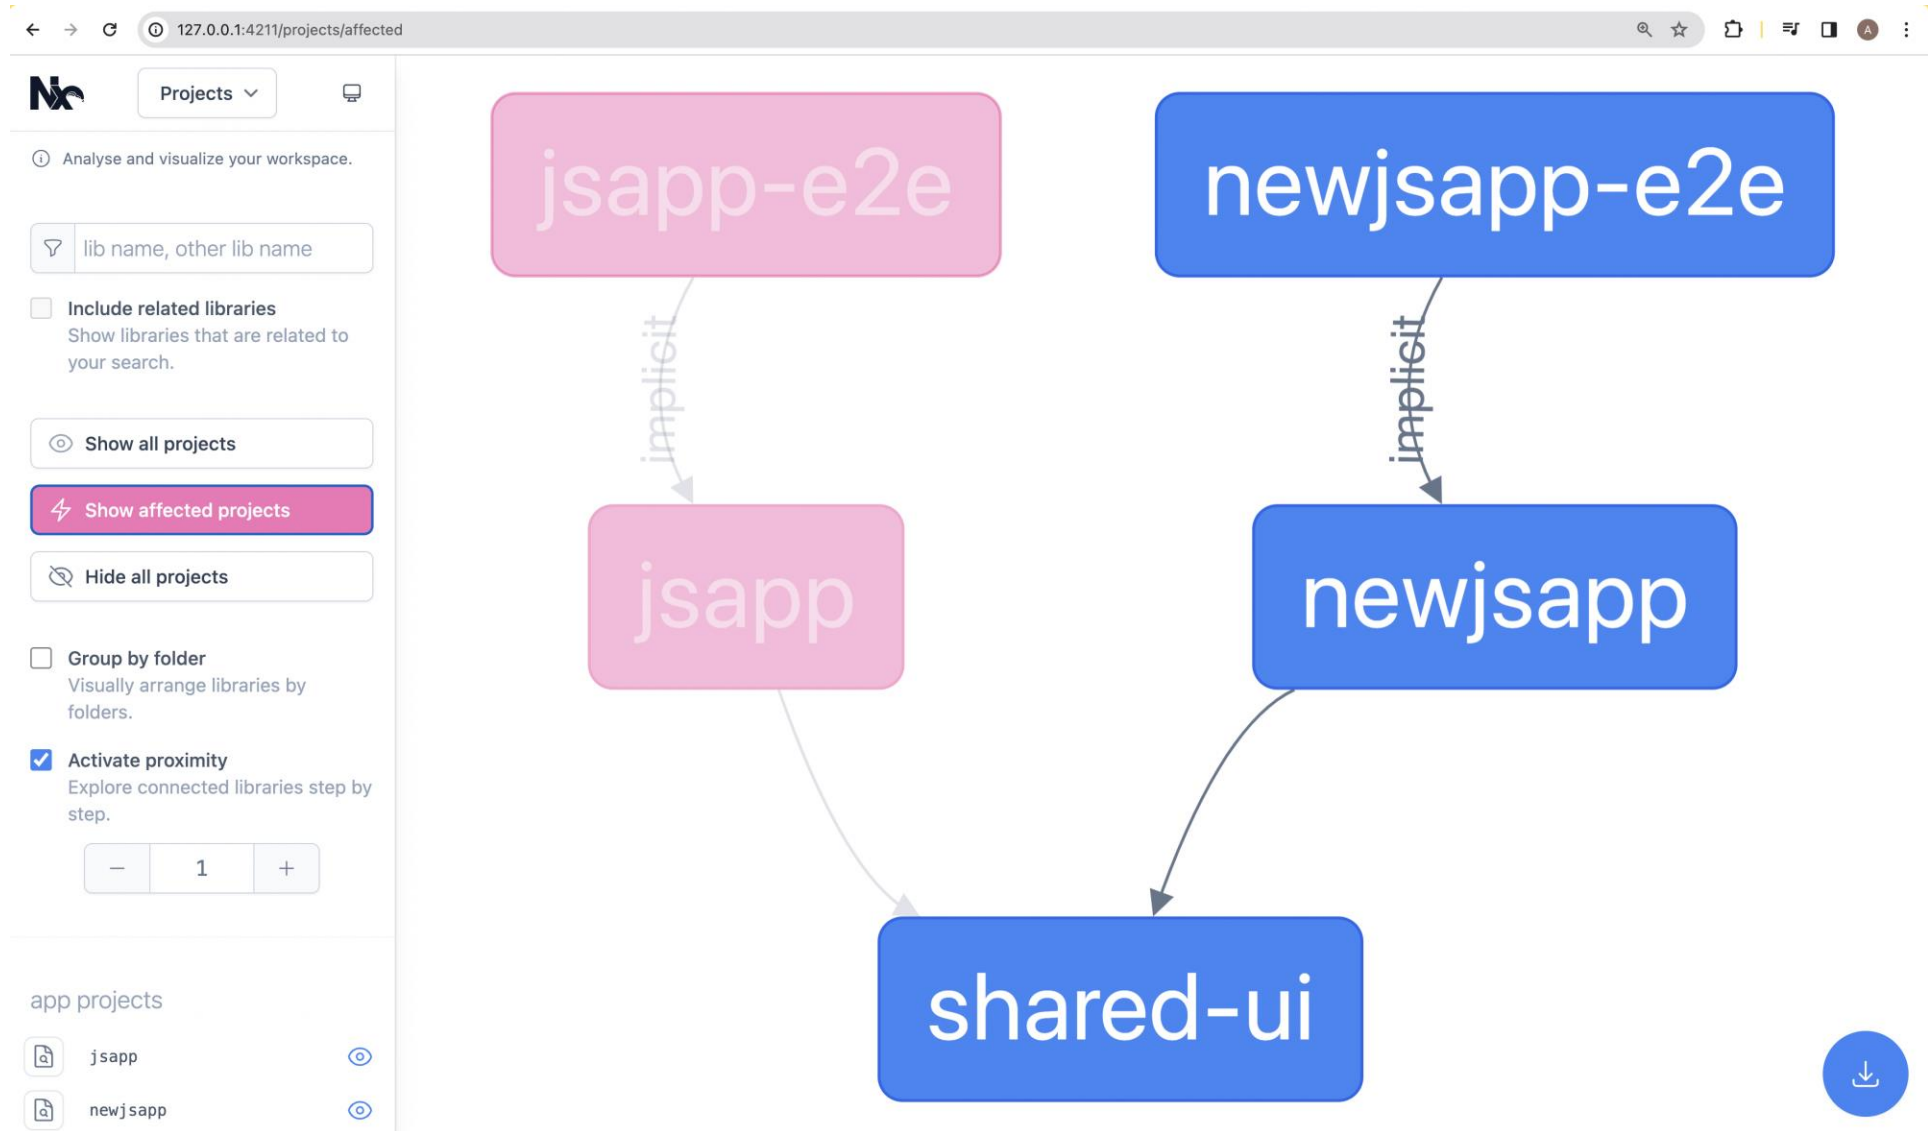 127.0.0.1:4211/projects/affected
A
Nx
Projects
Analyse and visualize your workspace.
lib name, other lib name
Include related libraries
Show libraries that are related to
your search.
Show all projects
Show affected projects
Hide all projects
Group by folder
Visually arrange libraries by
folders.
Activate proximity
Explore connected libraries step by
step.
1
app projects
jsapp
newjsapp
jsapp-e2e
newjsapp-e2e
implicit
implicit
jsapp
newjsapp
shared-ui